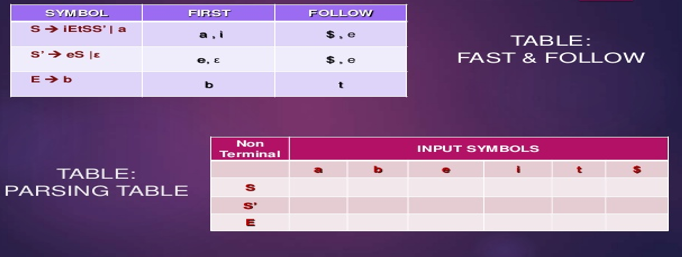 SYMBOL FIRST FOLLOW
S → iEtSS' | a a , i $ , e
S' → eS |ε e, ε $ , e
E → b b t
TABLE:
FAST & FOLLOW
TABLE:
PARSING TABLE
Non Terminal INPUT SYMBOLS
a b e i t $
S
S'
E